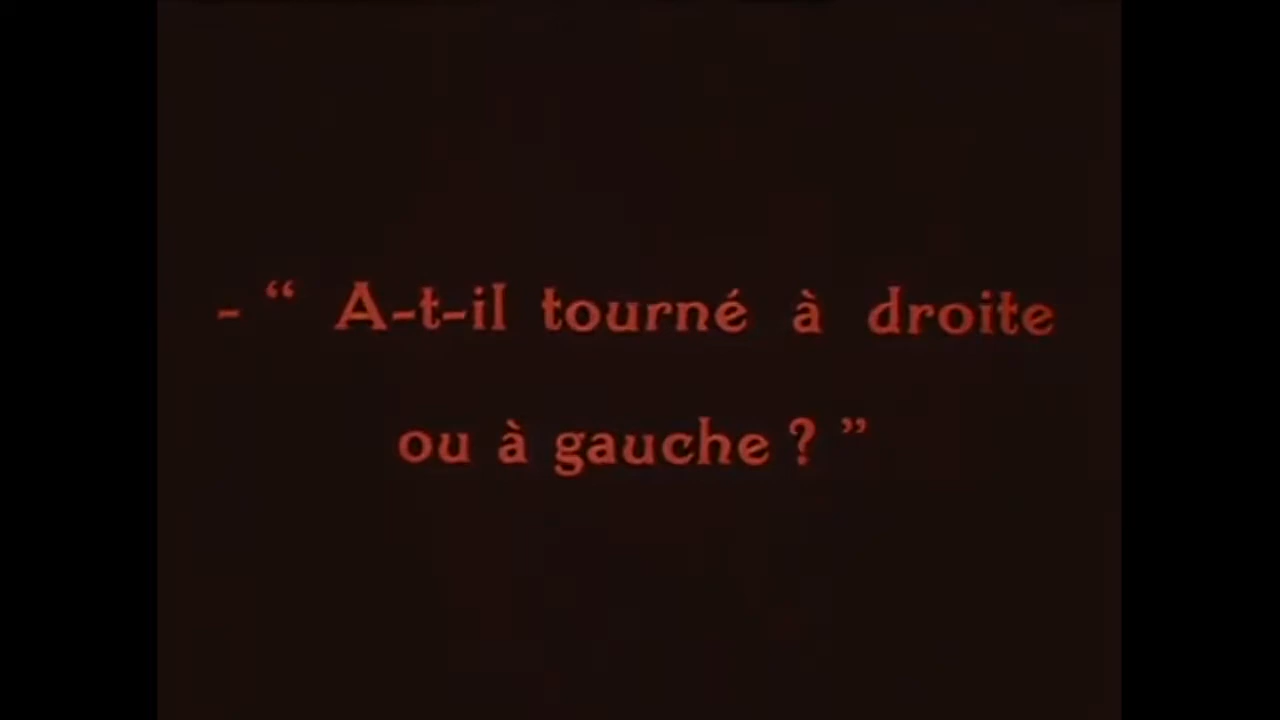 - “ A-t-il tourné à droite
ou à gauche ? ”